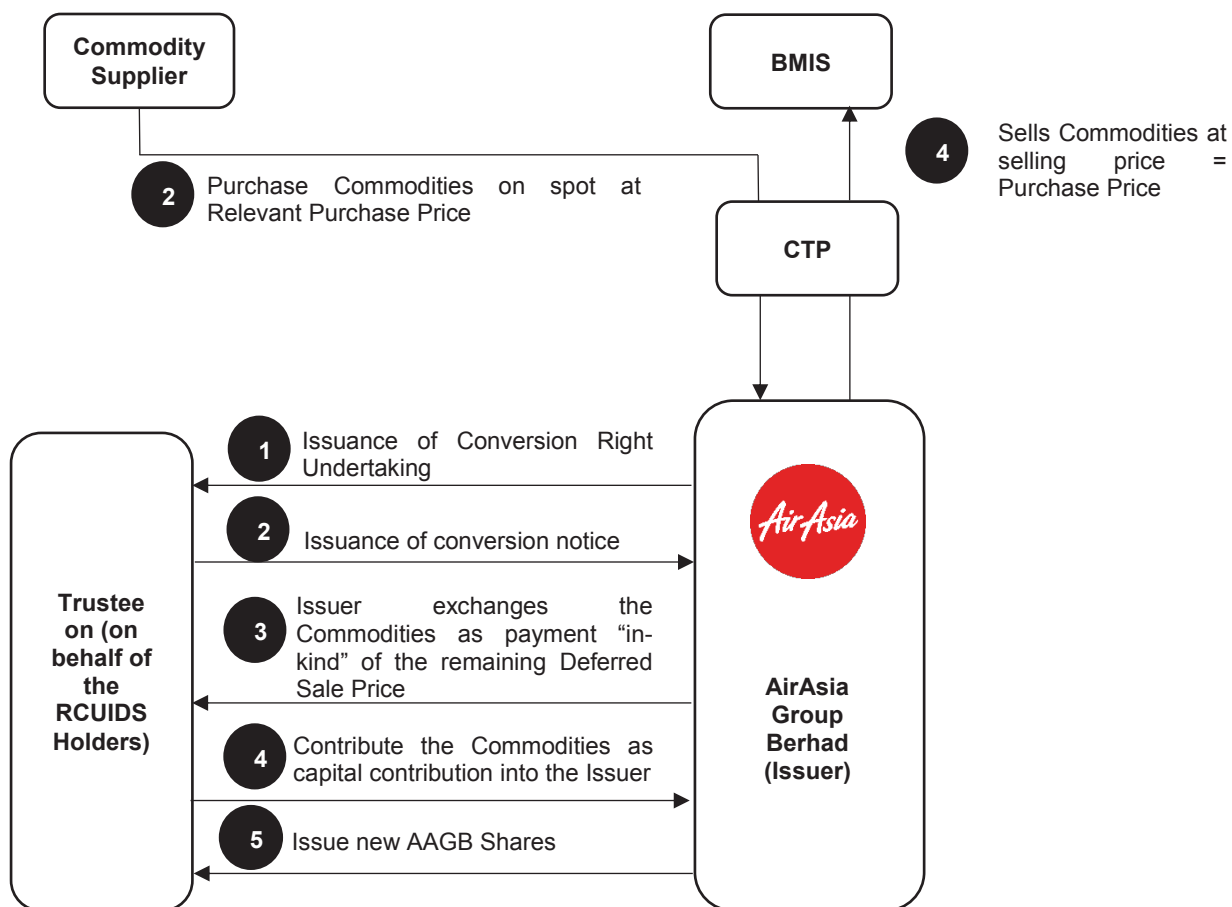 Commodity
Supplier
BMIS
4
Sells Commodities at
selling price =
Purchase Price
2
Purchase Commodities on spot at
Relevant Purchase Price
CTP
1
Issuance of Conversion Right
Undertaking
2
Issuance of conversion notice
3
Issuer exchanges the
Commodities as payment “in-
kind” of the remaining Deferred
Sale Price
4
Contribute the Commodities as
capital contribution into the Issuer
5
Issue new AAGB Shares
Trustee
on (on
behalf of
the
RCUIDS
Holders)
AirAsia
AirAsia
Group
Berhad
(Issuer)